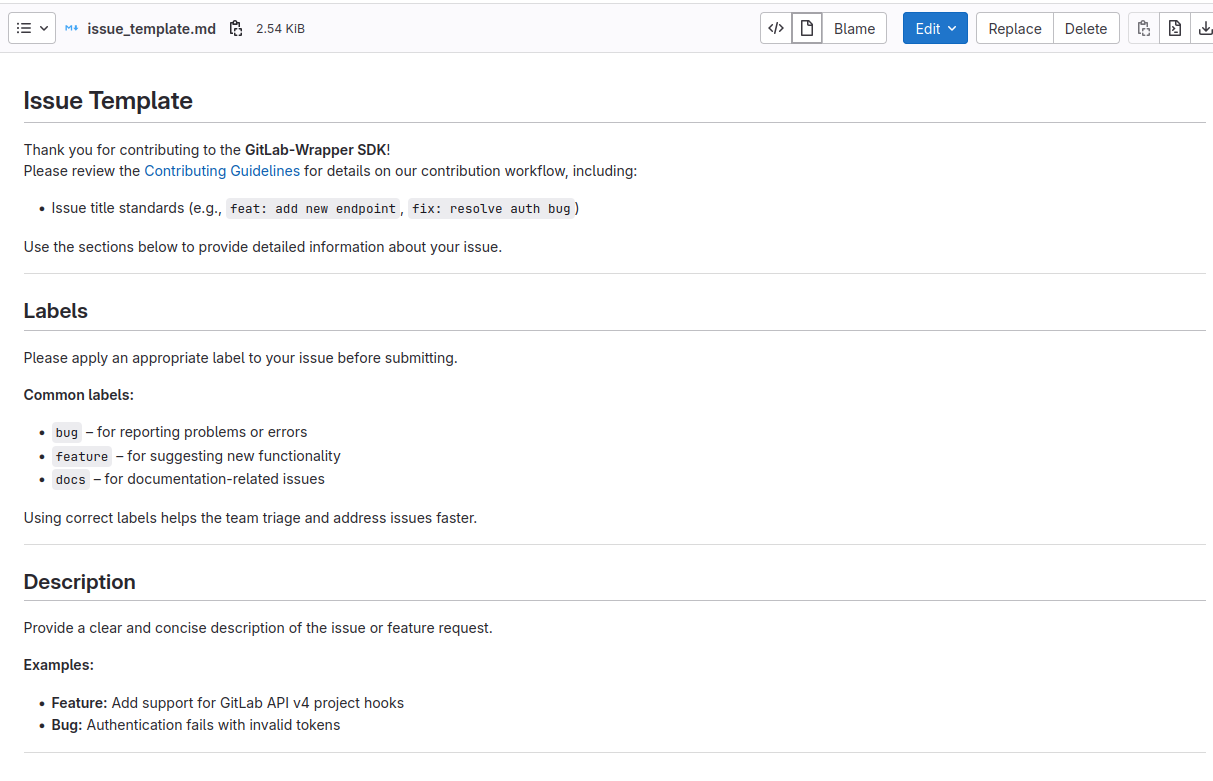 issue_template.md 2.54 KiB Blame Edit Replace Delete
Issue Template
Thank you for contributing to the GitLab-Wrapper SDK!
Please review the Contributing Guidelines for details on our contribution workflow, including:
• Issue title standards (e.g., feat: add new endpoint, fix: resolve auth bug)
Use the sections below to provide detailed information about your issue.
Labels
Please apply an appropriate label to your issue before submitting.
Common labels:
• bug – for reporting problems or errors
• feature – for suggesting new functionality
• docs – for documentation-related issues
Using correct labels helps the team triage and address issues faster.
Description
Provide a clear and concise description of the issue or feature request.
Examples:
• Feature: Add support for GitLab API v4 project hooks
• Bug: Authentication fails with invalid tokens